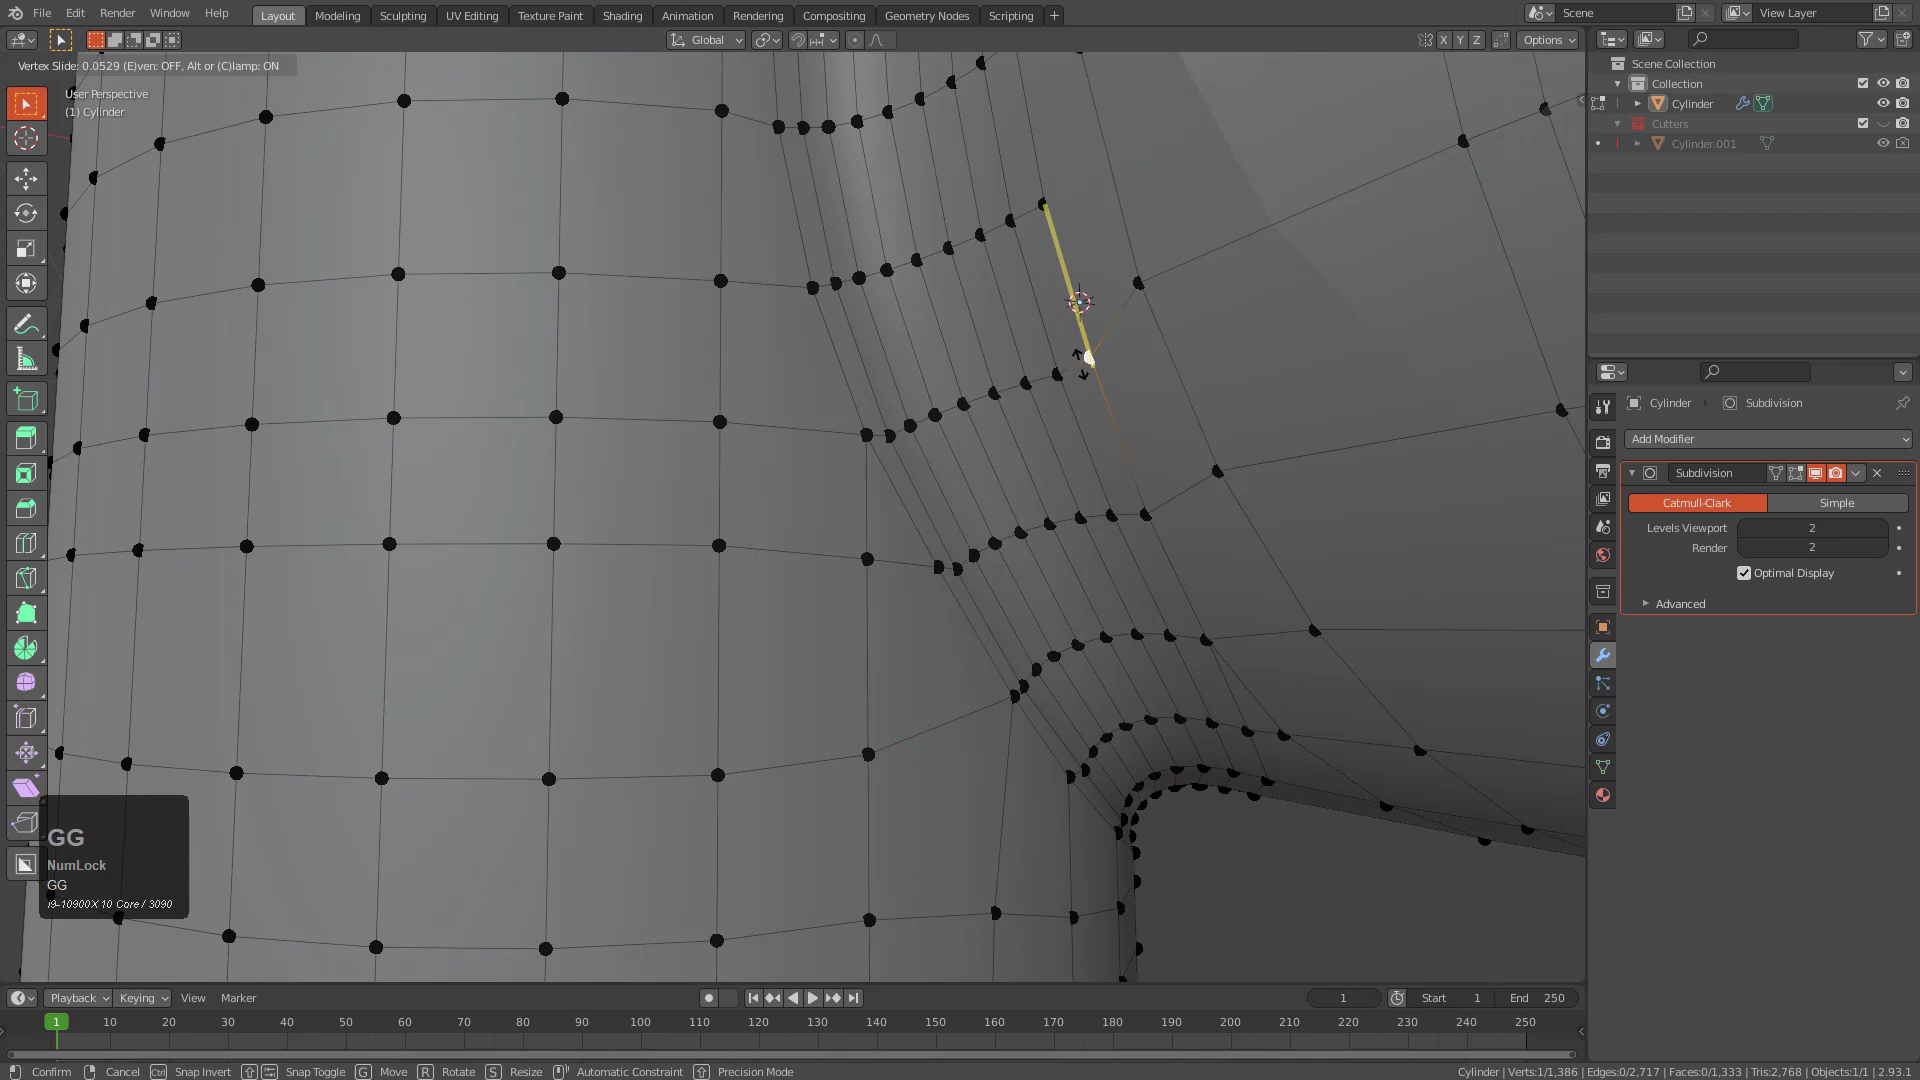 File Edit Render Window Help Layout Modeling Sculpting UV Editing Texture Paint Shading Animation Rendering Compositing Geometry Nodes Scripting + Scene View Layer
Global X Y Z Options
Vertex Slide: 0.0529 (E)ven: OFF, Alt or (C)lamp: ON
User Perspective
(1) Cylinder
Scene Collection
Collection
Cylinder
Cutters
Cylinder.001
Cylinder Subdivision
Add Modifier
Subdivision
Catmull-Clark Simple
Levels Viewport 2
Render 2
Optimal Display
Advanced
GG
NumLock
GG
i9-10900X 10 Core / 3090
Playback Keying View Marker 1 Start 1 End 250
1 10 20 30 40 50 60 70 80 90 100 110 120 130 140 150 160 170 180 190 200 210 220 230 240 250
Confirm Cancel Ctrl Snap Invert Snap Toggle G Move R Rotate S Resize Automatic Constraint Precision Mode Cylinder | Verts:1/1,386 | Edges:0/2,717 | Faces:0/1,333 | Tris:2,768 | Objects:1/1 | 2.93.1